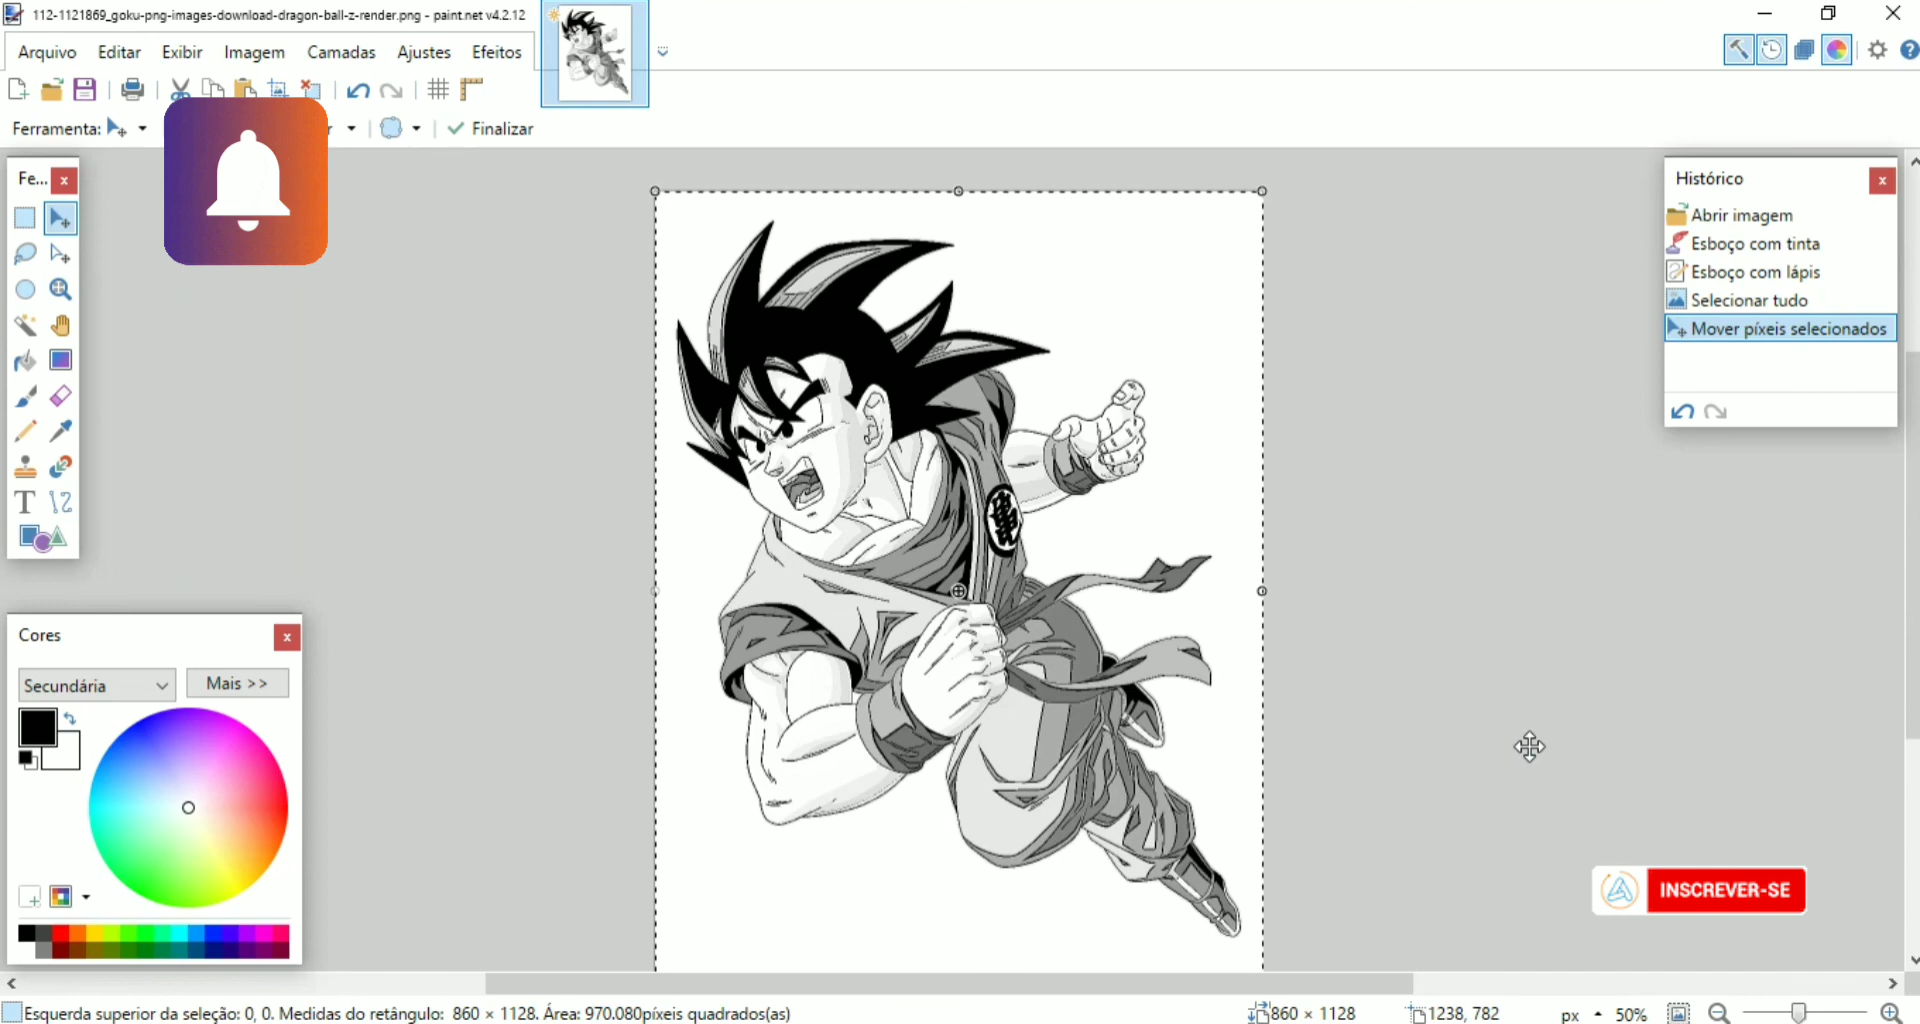 112-1121869_goku-png-images-download-dragon-ball-z-render.png - paint.net v4.2.12
Arquivo Editar Exibir Imagem Camadas Ajustes Efeitos
Ferramenta: Finalizar
Fe...
Histórico
Abrir imagem
Esboço com tinta
Esboço com lápis
Selecionar tudo
Mover píxeis selecionados
Cores
Secundária
Mais >>
INSCREVER-SE
Esquerda superior da seleção: 0, 0. Medidas do retângulo: 860 × 1128. Área: 970.080píxeis quadrados(as)
860 × 1128
1238, 782
px
50%